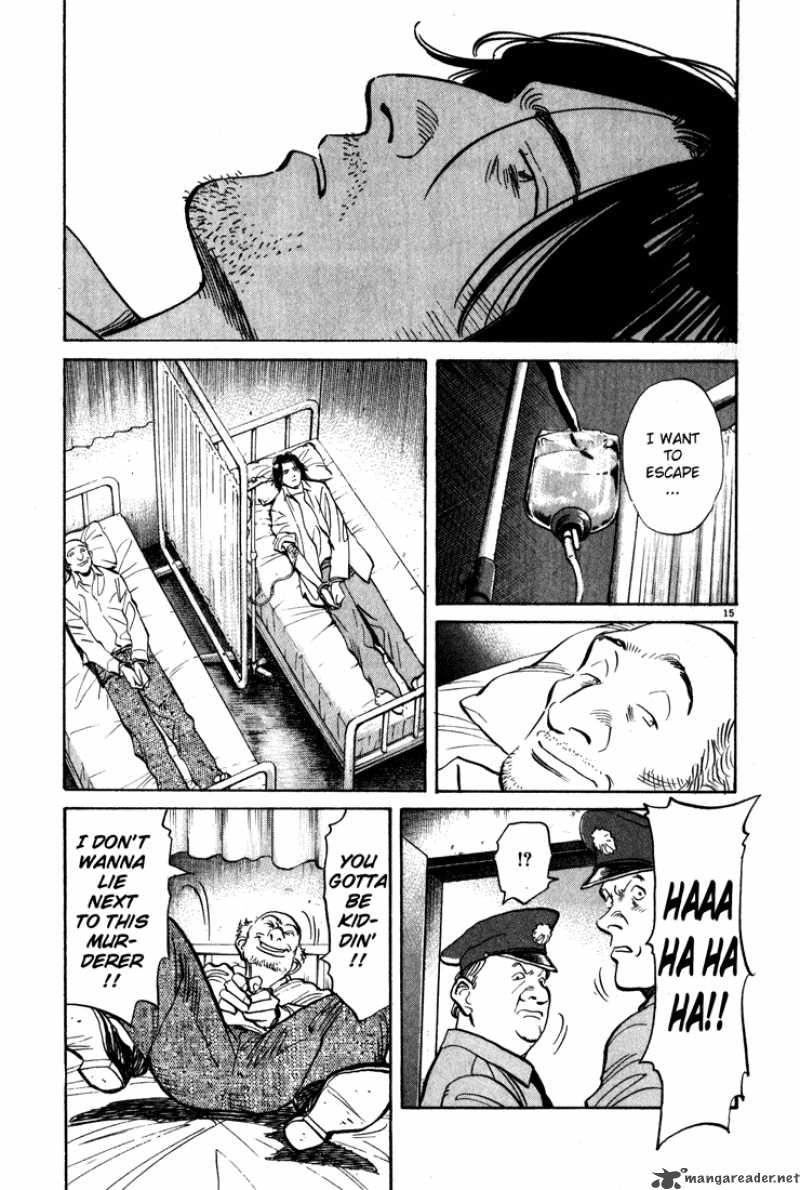 I WANT
TO
ESCAPE
...
15
HAAA
HA HA
HA!!
!?
YOU
GOTTA
BE
KID-
DIN'
!!
I DON'T
WANNA
LIE
NEXT
TO THIS
MUR-
DERER
!!
mangareader.net